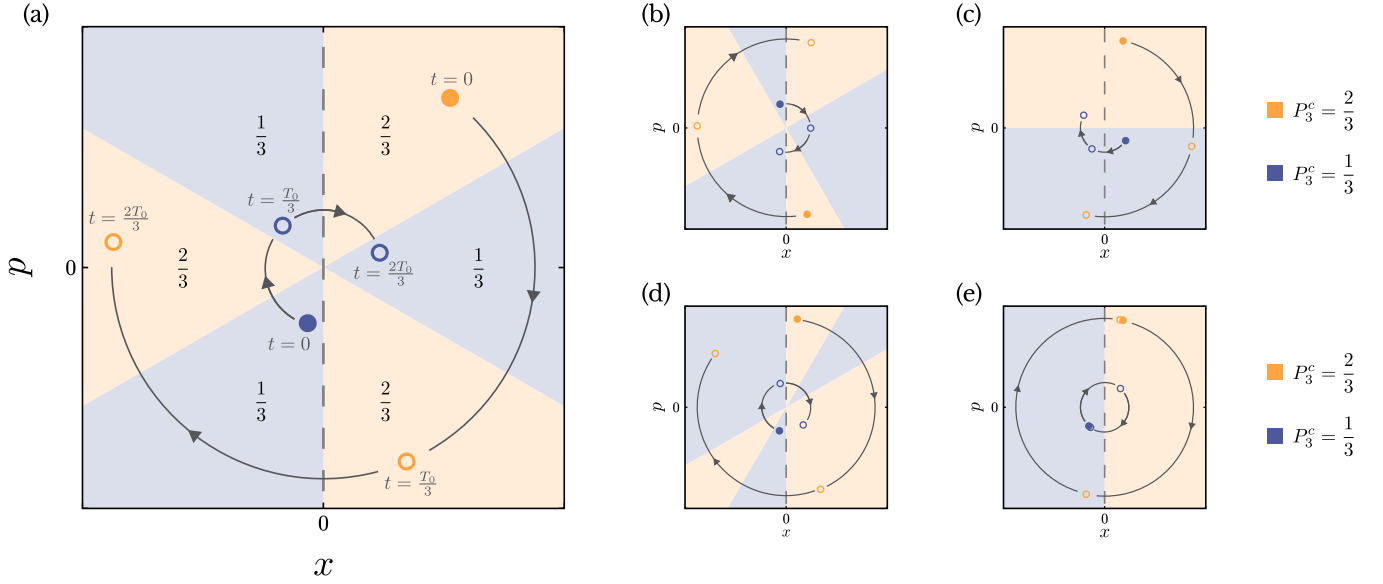 (a)
t = 0
1/3
2/3
t = T₀/3
t = 2T₀/3
2/3
1/3
t = 2T₀/3
t = 0
1/3
2/3
t = T₀/3
p
0
0
x
(b)
p
0
0
x
(c)
p
0
0
x
P₃ᶜ = 2/3
P₃ᶜ = 1/3
(d)
p
0
0
x
(e)
p
0
0
x
P₃ᶜ = 2/3
P₃ᶜ = 1/3